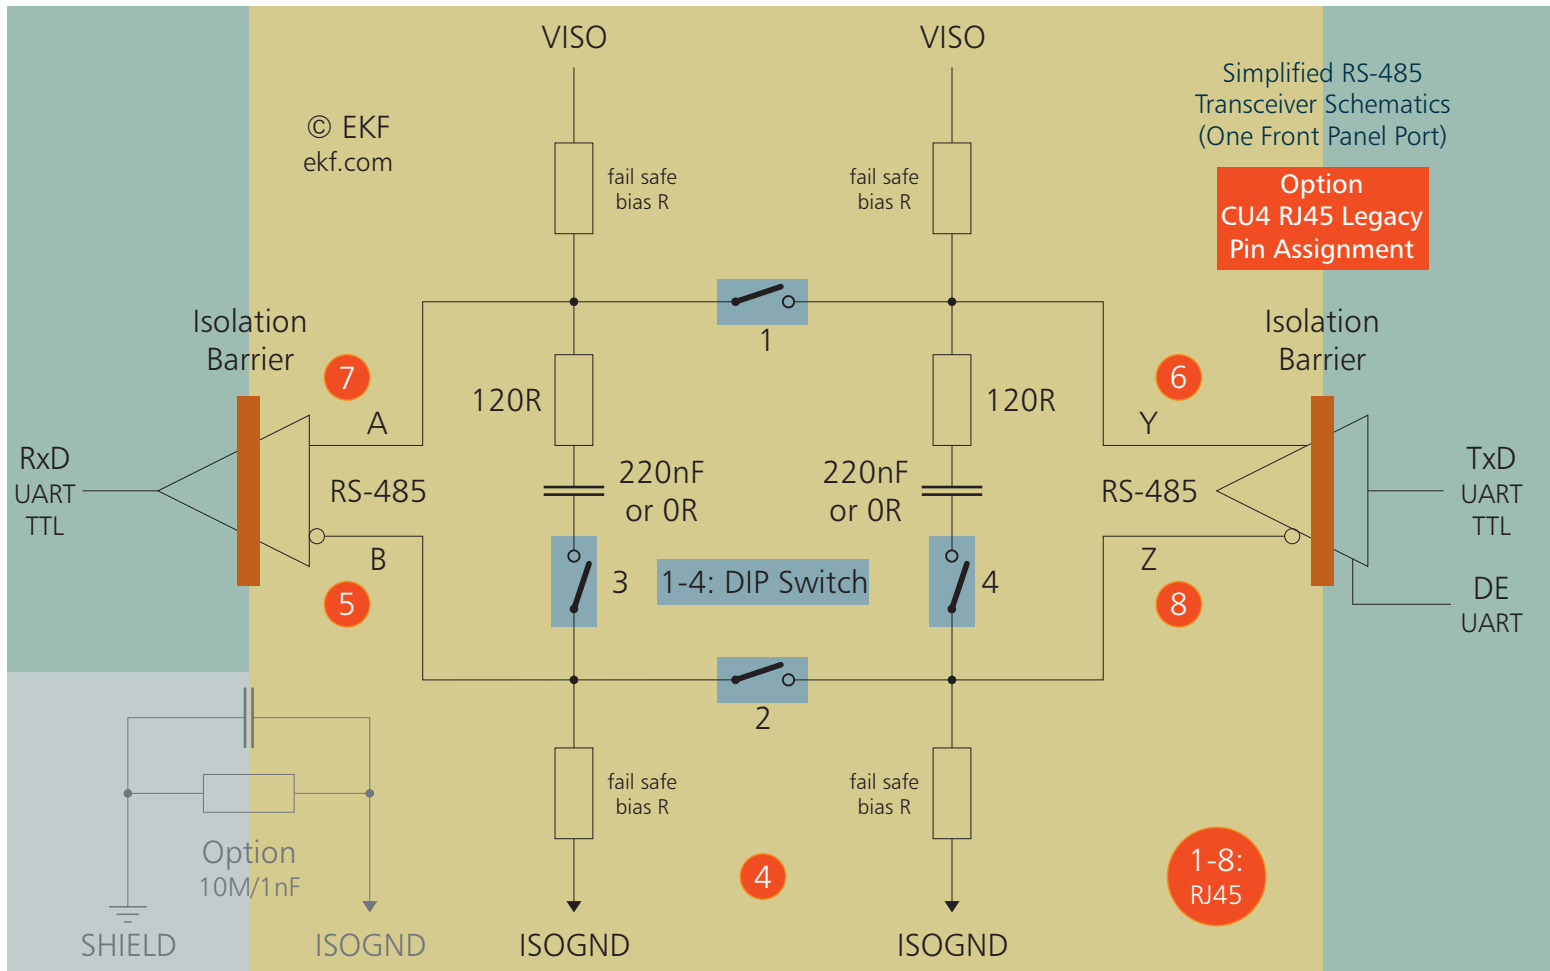 VISO
VISO
Simplified RS-485
Transceiver Schematics
(One Front Panel Port)
© EKF
ekf.com
fail safe
bias R
fail safe
bias R
Option
CU4 RJ45 Legacy
Pin Assignment
1
Isolation
Barrier
Isolation
Barrier
7
6
120R
120R
A
Y
RxD
UART
TTL
RS-485
220nF
or 0R
220nF
or 0R
RS-485
TxD
UART
TTL
B
Z
3
1-4: DIP Switch
4
5
8
DE
UART
2
fail safe
bias R
fail safe
bias R
Option
10M/1nF
4
1-8:
RJ45
SHIELD
ISOGND
ISOGND
ISOGND